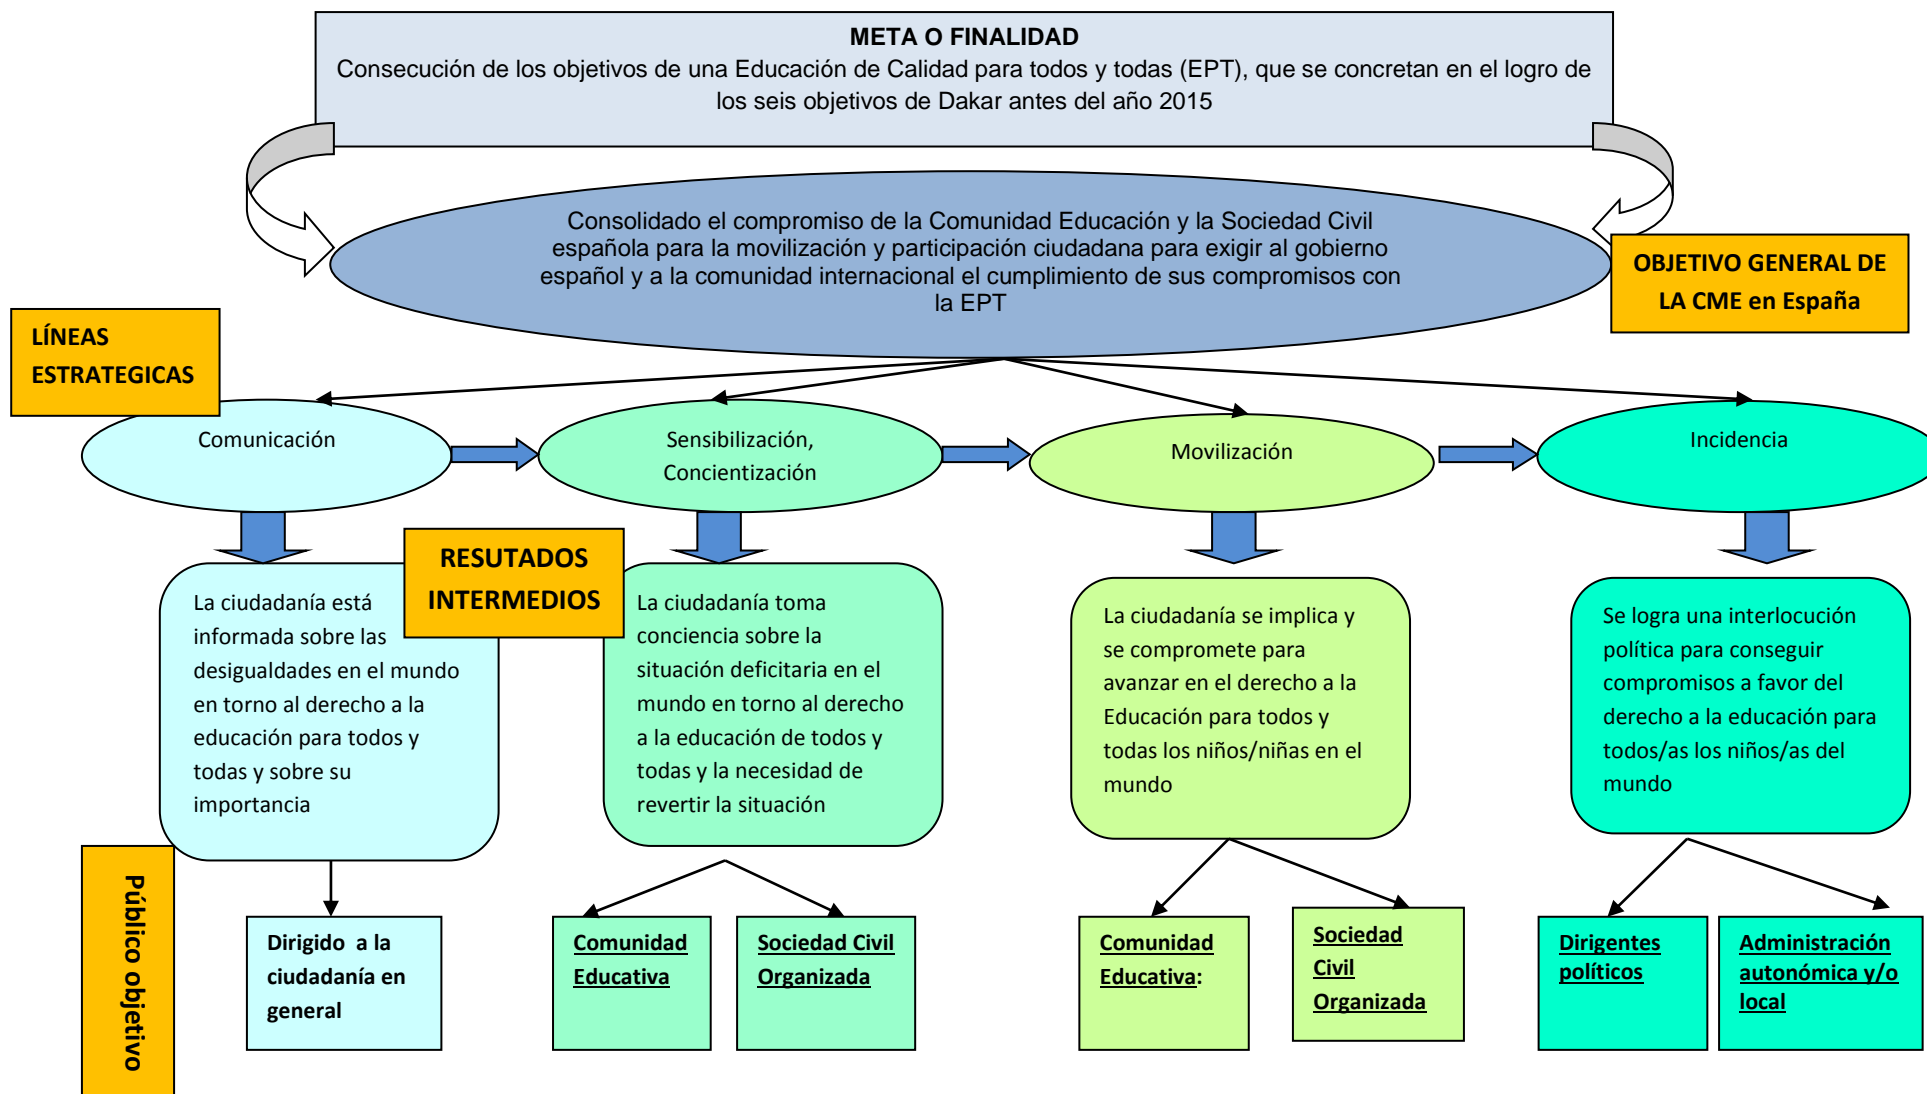 META O FINALIDAD
Consecución de los objetivos de una Educación de Calidad para todos y todas (EPT), que se concretan en el logro de
los seis objetivos de Dakar antes del año 2015
Consolidado el compromiso de la Comunidad Educación y la Sociedad Civil
española para la movilización y participación ciudadana para exigir al gobierno
español y a la comunidad internacional el cumplimiento de sus compromisos con
la EPT
OBJETIVO GENERAL DE
LA CME en España
LÍNEAS
ESTRATEGICAS
Comunicación
Sensibilización,
Concientización
Movilización
Incidencia
RESUTADOS
INTERMEDIOS
La ciudadanía está
informada sobre las
desigualdades en el mundo
en torno al derecho a la
educación para todos y
todas y sobre su
importancia
La ciudadanía toma
conciencia sobre la
situación deficitaria en el
mundo en torno al derecho
a la educación de todos y
todas y la necesidad de
revertir la situación
La ciudadanía se implica y
se compromete para
avanzar en el derecho a la
Educación para todos y
todas los niños/niñas en el
mundo
Se logra una interlocución
política para conseguir
compromisos a favor del
derecho a la educación para
todos/as los niños/as del
mundo
Público objetivo
Dirigido  a la
ciudadanía en
general
Comunidad
Educativa
Sociedad Civil
Organizada
Comunidad
Educativa:
Sociedad
Civil
Organizada
Dirigentes
políticos
Administración
autonómica y/o
local